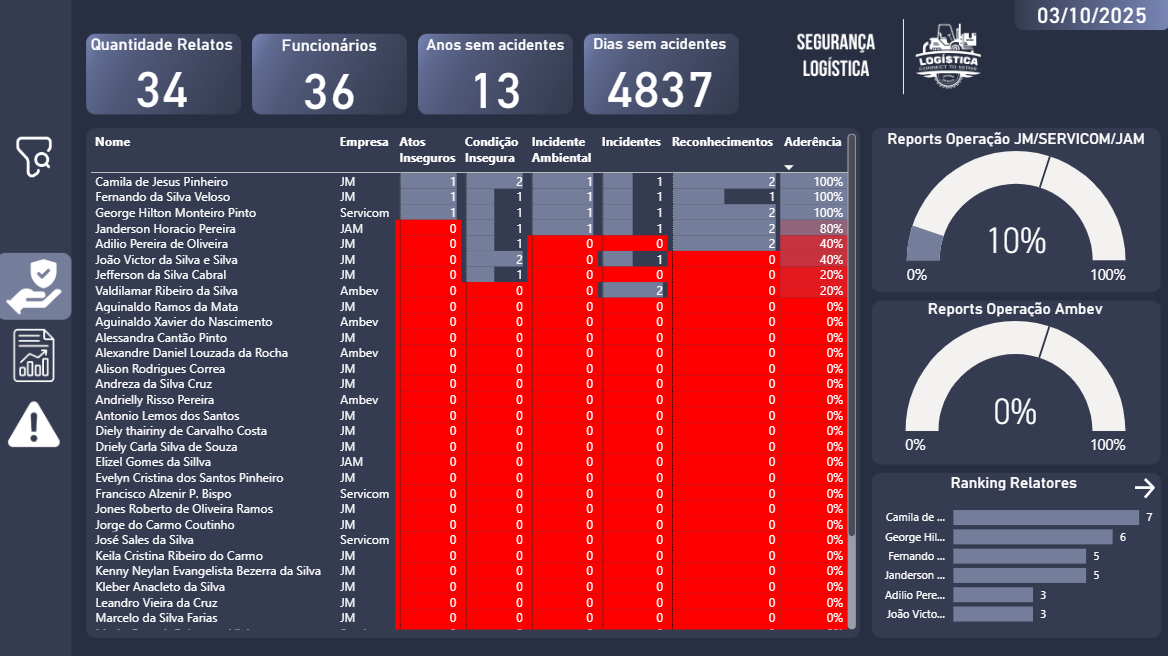 03/10/2025
Quantidade Relatos
34
Funcionários
36
Anos sem acidentes
13
Dias sem acidentes
4837
SEGURANÇA
LOGÍSTICA
LOGÍSTICA
CONNECT TO BEING
Nome Empresa Atos Inseguros Condição Insegura Incidente Ambiental Incidentes Reconhecimentos Aderência
Camila de Jesus Pinheiro JM 1 2 1 1 2 100%
Fernando da Silva Veloso JM 1 1 1 1 1 100%
George Hilton Monteiro Pinto Servicom 1 1 1 1 2 100%
Janderson Horacio Pereira JAM 0 1 1 1 2 80%
Adilio Pereira de Oliveira JM 0 1 0 0 2 40%
João Victor da Silva e Silva JM 0 2 0 1 0 40%
Jefferson da Silva Cabral JM 0 1 0 0 0 20%
Valdilamar Ribeiro da Silva Ambev 0 0 0 2 0 20%
Aguinaldo Ramos da Mata JM 0 0 0 0 0 0%
Aguinaldo Xavier do Nascimento Ambev 0 0 0 0 0 0%
Alessandra Cantão Pinto JM 0 0 0 0 0 0%
Alexandre Daniel Louzada da Rocha Ambev 0 0 0 0 0 0%
Alison Rodrigues Correa JM 0 0 0 0 0 0%
Andreza da Silva Cruz JM 0 0 0 0 0 0%
Andrielly Risso Pereira Ambev 0 0 0 0 0 0%
Antonio Lemos dos Santos JM 0 0 0 0 0 0%
Diely thairiny de Carvalho Costa JM 0 0 0 0 0 0%
Driely Carla Silva de Souza JM 0 0 0 0 0 0%
Elizel Gomes da Sillva JAM 0 0 0 0 0 0%
Evelyn Cristina dos Santos Pinheiro JM 0 0 0 0 0 0%
Francisco Alzenir P. Bispo Servicom 0 0 0 0 0 0%
Jones Roberto de Oliveira Ramos JM 0 0 0 0 0 0%
Jorge do Carmo Coutinho JM 0 0 0 0 0 0%
José Sales da Silva Servicom 0 0 0 0 0 0%
Keila Cristina Ribeiro do Carmo JM 0 0 0 0 0 0%
Kenny Neylan Evangelista Bezerra da Silva JM 0 0 0 0 0 0%
Kleber Anacleto da Silva JM 0 0 0 0 0 0%
Leandro Vieira da Cruz JM 0 0 0 0 0 0%
Marcelo da Silva Farias JM 0 0 0 0 0 0%
Reports Operação JM/SERVICOM/JAM
10%
0% 100%
Reports Operação Ambev
0%
0% 100%
Ranking Relatores
Camila de ... 7
George Hil... 6
Fernando ... 5
Janderson ... 5
Adilio Pere... 3
João Victo... 3